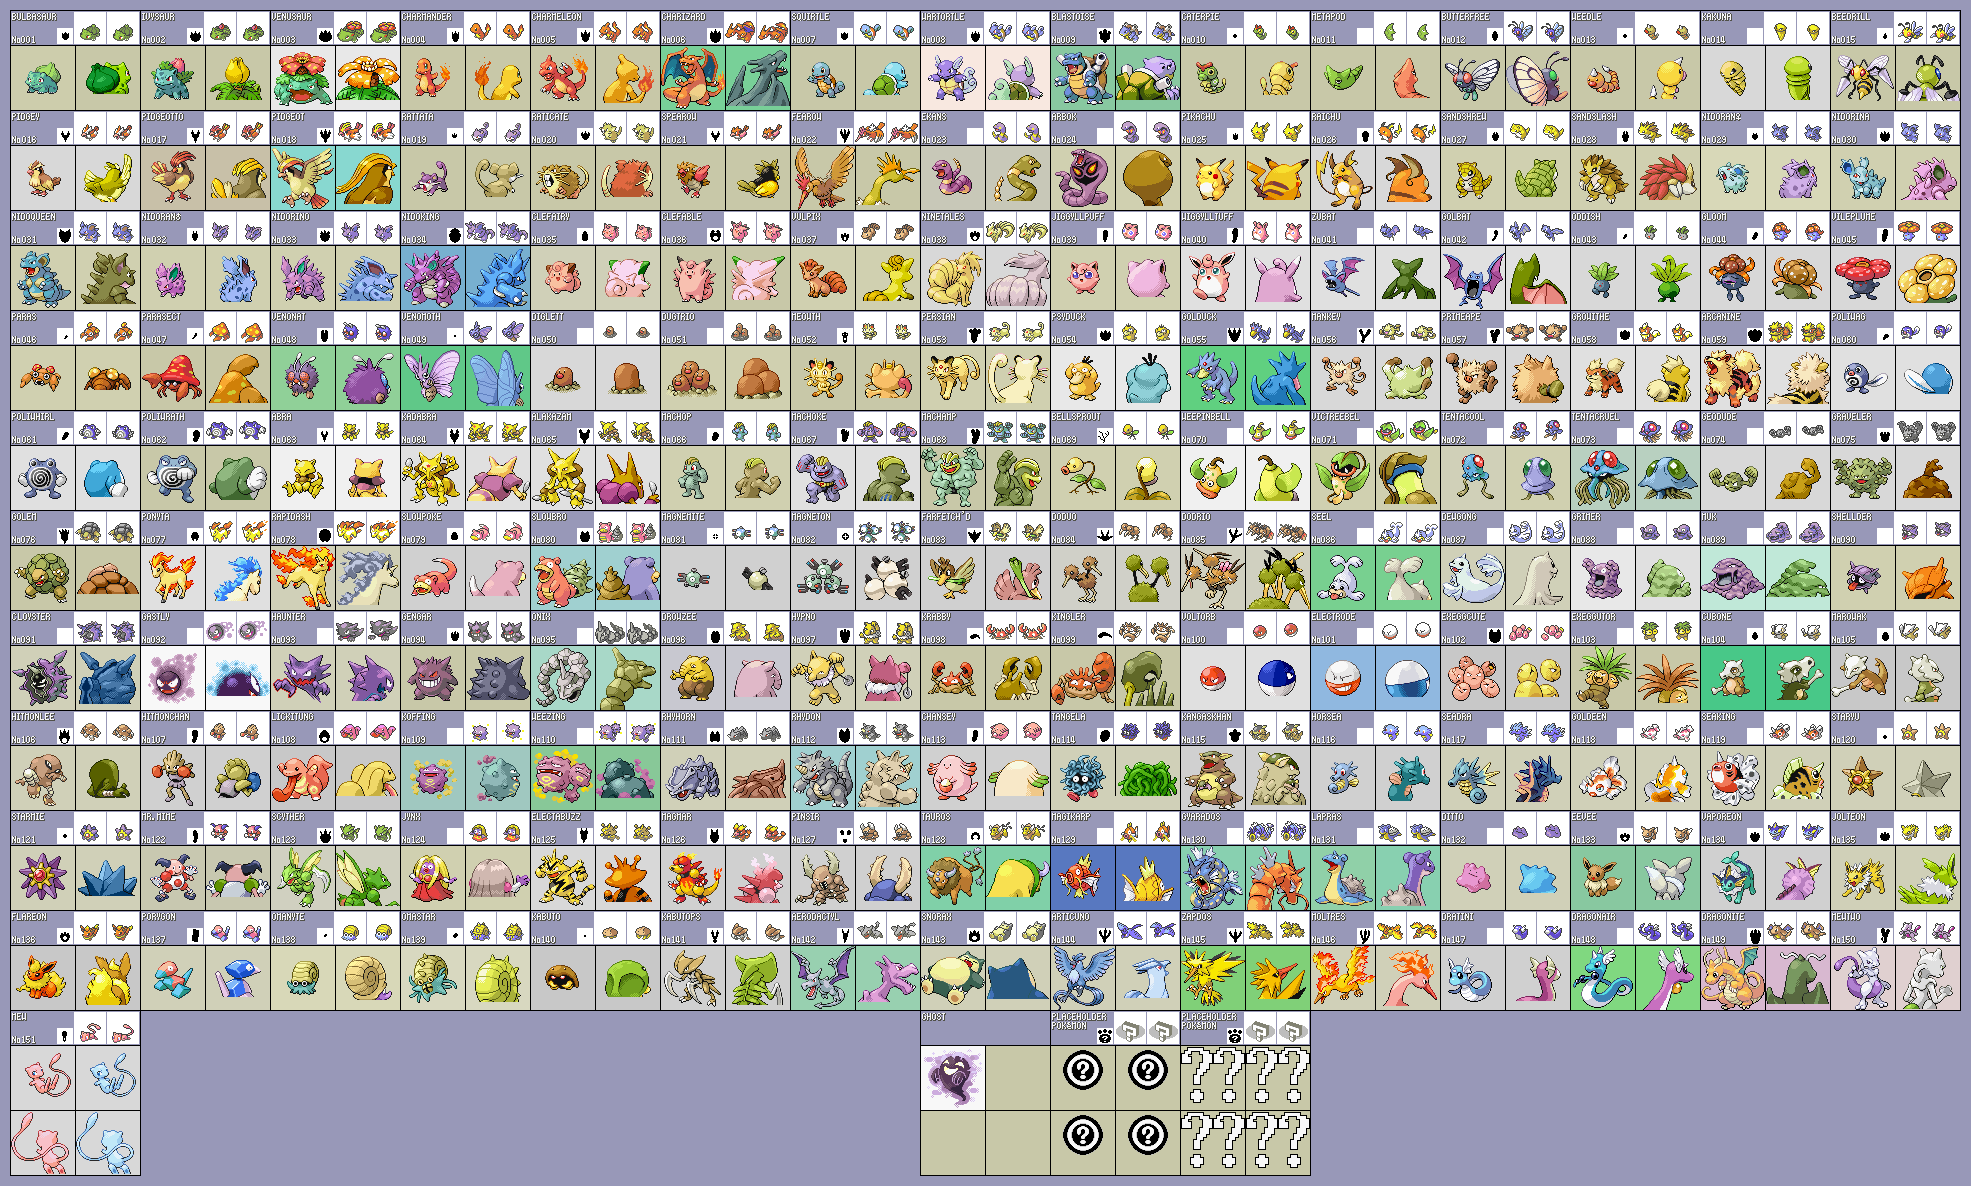 BULBASAUR IVYSAUR VENUSAUR CHARMANDER CHARMELEON CHARIZARD SQUIRTLE WARTORTLE BLASTOISE CATERPIE METAPOD BUTTERFREE WEEDLE KAKUNA BEEDRILL
No001 No002 No003 No004 No005 No006 No007 No008 No009 No010 No011 No012 No013 No014 No015
PIDGEY PIDGEOTTO PIDGEOT RATTATA RATICATE SPEAROW FEAROW EKANS ARBOK PIKACHU RAICHU SANDSHREW SANDSLASH NIDORAN♀ NIDORINA
No016 No017 No018 No019 No020 No021 No022 No023 No024 No025 No026 No027 No028 No029 No030
NIDOQUEEN NIDORAN♂ NIDORINO NIDOKING CLEFAIRY CLEFABLE VULPIX NINETALES JIGGYLLPUFF WIGGYLLTUFF ZUBAT GOLBAT ODDISH GLOOM VILEPLUME
No031 No032 No033 No034 No035 No036 No037 No038 No039 No040 No041 No042 No043 No044 No045
PARAS PARASECT VENONAT VENOMOTH DIGLETT DUGTRIO MEOWTH PERSIAN PSYDUCK GOLDUCK MANKEY PRIMEAPE GROWITHE ARCANINE POLIWAG
No046 No047 No048 No049 No050 No051 No052 No053 No054 No055 No056 No057 No058 No059 No060
POLIWHIRL POLIWRATH ABRA KADABRA ALAKAZAM MACHOP MACHOKE MACHAMP BELLSPROUT WEEPINBELL VICTREEBEL TENTACOOL TENTACRUEL GEODUDE GRAVELER
No061 No062 No063 No064 No065 No066 No067 No068 No069 No070 No071 No072 No073 No074 No075
GOLEM PONYTA RAPIDASH SLOWPOKE SLOWBRO MAGNEMITE MAGNETON FARFETCH'D DODUO DODRIO SEEL DEWGONG GRIMER MUK SHELLDER
No076 No077 No078 No079 No080 No081 No082 No083 No084 No085 No086 No087 No088 No089 No090
CLOYSTER GASTLY HAUNTER GENGAR ONIX DROWZEE HYPNO KRABBY KINGLER VOLTORB ELECTRODE EXEGGCUTE EXEGGUTOR CUBONE MAROWAK
No091 No092 No093 No094 No095 No096 No097 No098 No099 No100 No101 No102 No103 No104 No105
HITMONLEE HITMONCHAN LICKITUNG KOFFING WEEZING RHYHORN RHYDON CHANSEY TANGELA KANGASKHAN HORSEA SEADRA GOLDEEN SEAKING STARYU
No106 No107 No108 No109 No110 No111 No112 No113 No114 No115 No116 No117 No118 No119 No120
STARMIE MR.MIME SCYTHER JYNX ELECTABUZZ MAGMAR PINSIR TAUROS MAGIKARP GYARADOS LAPRAS DITTO EEVEE VAPOREON JOLTEON
No121 No122 No123 No124 No125 No126 No127 No128 No129 No130 No131 No132 No133 No134 No135
FLAREON PORYGON OMANYTE OMASTAR KABUTO KABUTOPS AERODACTYL SNORAX ARTICUNO ZAPDOS MOLTRES DRATINI DRAGONAIR DRAGONITE MEWTWO
No136 No137 No138 No139 No140 No141 No142 No143 No144 No145 No146 No147 No148 No149 No150
MEW GHOST PLACEHOLDER PLACEHOLDER
POKéMON POKéMON
No151
? ?
? ? ? ?
? ?
? ? ? ?